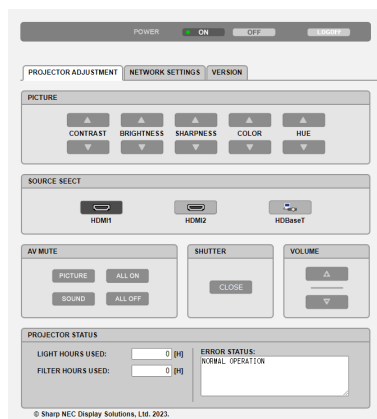 POWER ON OFF LOGOFF
PROJECTOR ADJUSTMENT NETWORK SETTINGS VERSION
PICTURE
CONTRAST BRIGHTNESS SHARPNESS COLOR HUE
SOURCE SEECT
HDMI1 HDMI2 HDBaseT
AV MUTE SHUTTER VOLUME
PICTURE ALL ON
CLOSE
SOUND ALL OFF
PROJECTOR STATUS
LIGHT HOURS USED: 0 [H] ERROR STATUS:
NORMAL OPERATION
FILTER HOURS USED: 0 [H]
© Sharp NEC Display Solutions, Ltd. 2023.